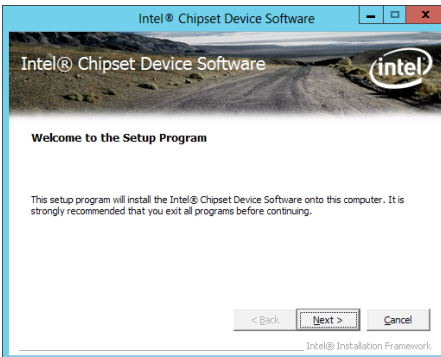 Intel® Chipset Device Software
Intel® Chipset Device Software
intel
Welcome to the Setup Program
This setup program will install the Intel® Chipset Device Software onto this computer. It is
strongly recommended that you exit all programs before continuing.
< Back Next > Cancel
Intel® Installation Framework